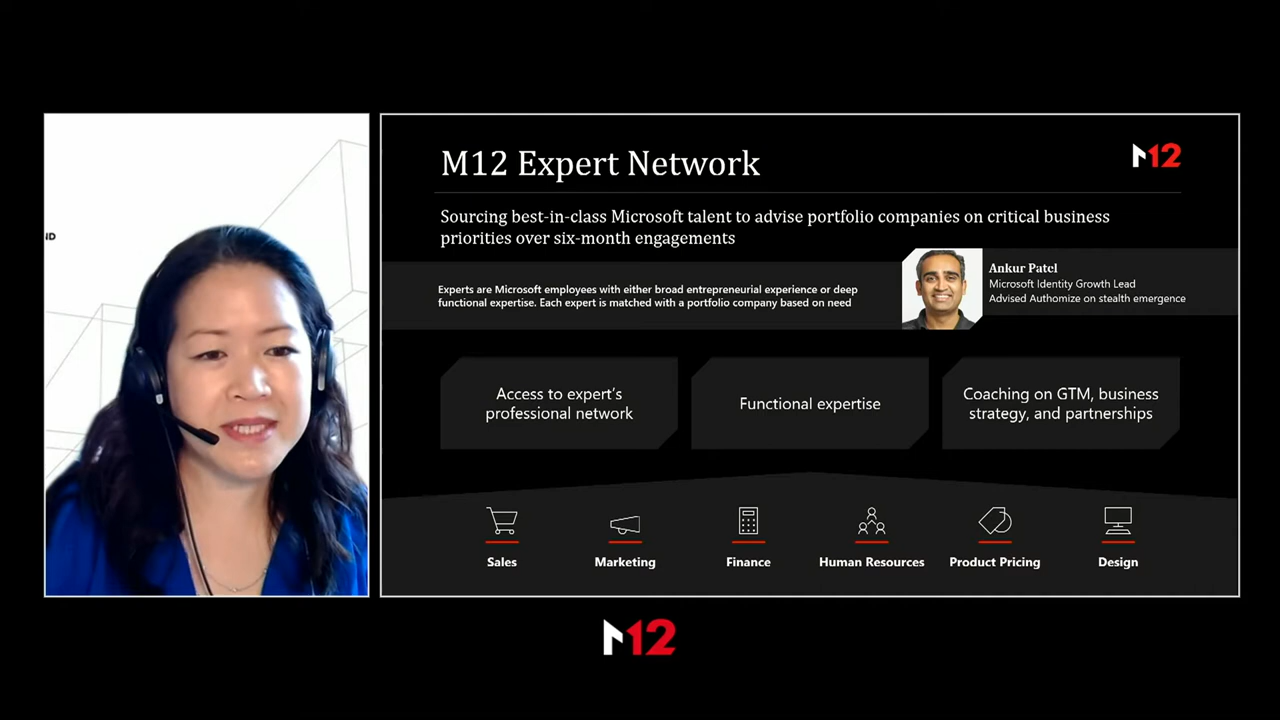 ND
M12 Expert Network
M12
Sourcing best-in-class Microsoft talent to advise portfolio companies on critical business
priorities over six-month engagements
Experts are Microsoft employees with either broad entrepreneurial experience or deep
functional expertise. Each expert is matched with a portfolio company based on need
Ankur Patel
Microsoft Identity Growth Lead
Advised Authomize on stealth emergence
Access to expert's
professional network
Functional expertise
Coaching on GTM, business
strategy, and partnerships
Sales
Marketing
Finance
Human Resources
Product Pricing
Design
M12